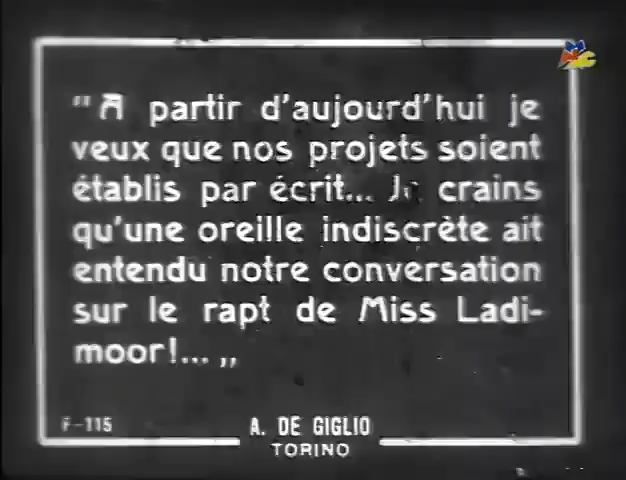 "A partir d'aujourd'hui je
veux que nos projets soient
établis par écrit... Je crains
qu'une oreille indiscrète ait
entendu notre conversation
sur le rapt de Miss Ladi-
moor!... „
F-115
A. DE GIGLIO
TORINO